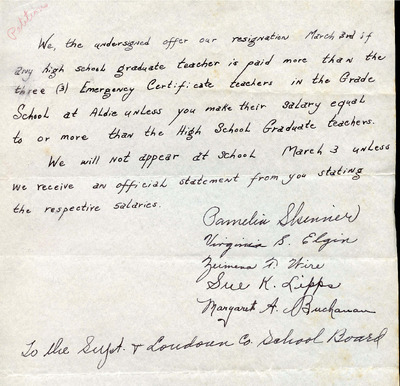 Petition
We, the undersigned offer our resignation March 3rd if
any high school graduate teacher is paid more than the
three (3) Emergency Certificate teachers in the Grade
School at Aldie unless you make their salary equal
to or more than the High School Graduate teachers.
We will not appear at school March 3 unless
we receive an official statement from you stating
the respective salaries.
Pamelia Skinner
Virginia S. Elgin
Wire
Sue K. Lipps
Margaret A. Buchanan
To the Supt. & Loudoun Co School Board